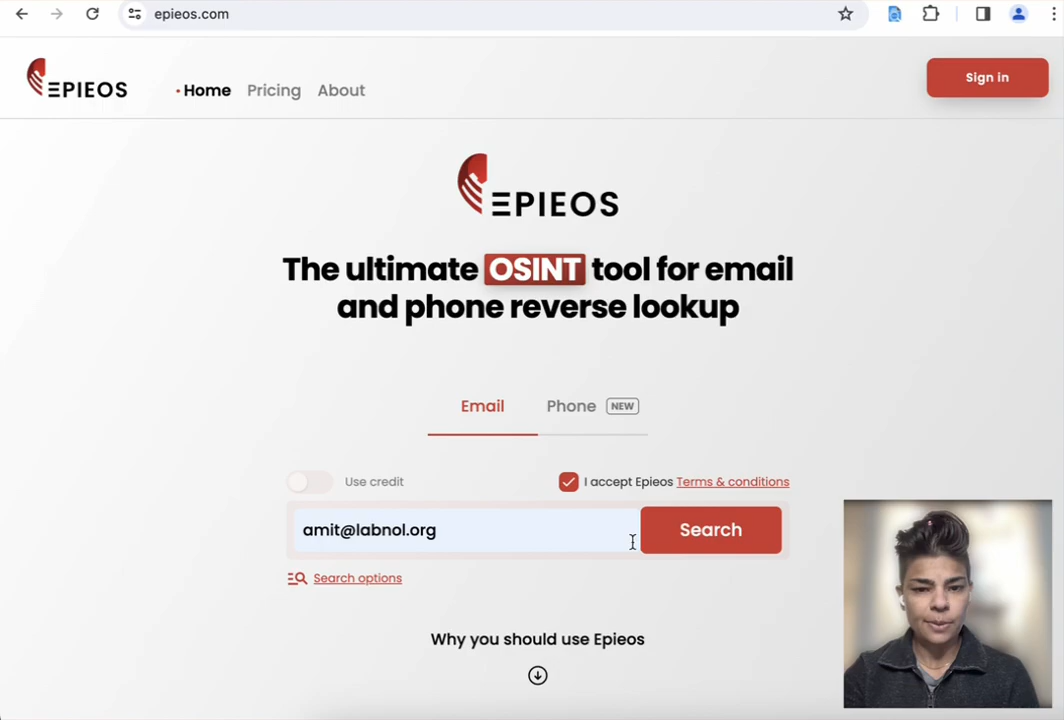 epieos.com
EPIEOS
Home
Pricing
About
Sign in
EPIEOS
The ultimate OSINT tool for email
and phone reverse lookup
Email
Phone NEW
Use credit
I accept Epieos Terms & conditions
amit@labnol.org
Search
Search options
Why you should use Epieos